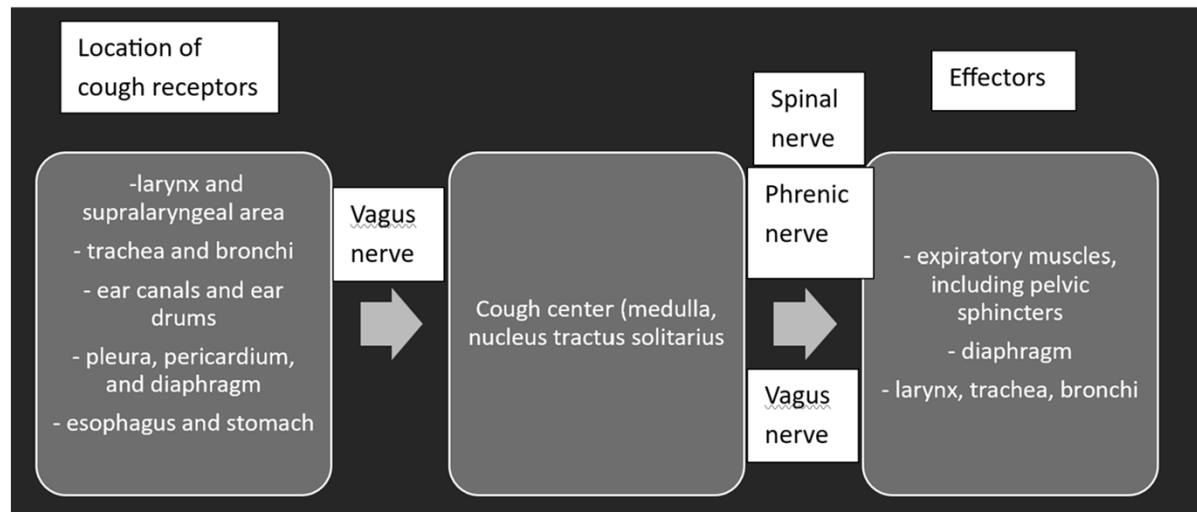 Location of
cough receptors
-larynx and
supralaryngeal area
- trachea and bronchi
- ear canals and ear
drums
- pleura, pericardium,
and diaphragm
- esophagus and stomach
Vagus
nerve
Cough center (medulla,
nucleus tractus solitarius
Spinal
nerve
Phrenic
nerve
Vagus
nerve
Effectors
- expiratory muscles,
including pelvic
sphincters
- diaphragm
- larynx, trachea, bronchi